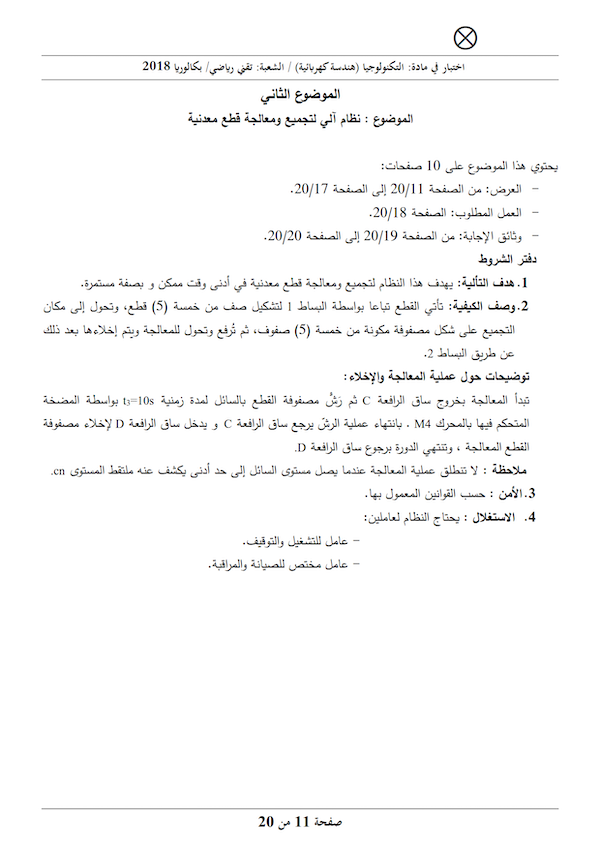 اختبار في مادة: التكنولوجيا (هندسة كهربائية) / الشعبة: تقني رياضي/ بكالوريا 2018
الموضوع الثاني
الموضوع : نظام آلي لتجميع ومعالجة قطع معدنية
يحتوي هذا الموضوع على 10 صفحات:
– العرض: من الصفحة 20/11 إلى الصفحة 20/17.
– العمل المطلوب: الصفحة 20/18.
– وثائق الإجابة: من الصفحة 20/19 إلى الصفحة 20/20.
دفتر الشروط
1. هدف التألية: يهدف هذا النظام لتجميع ومعالجة قطع معدنية في أدنى وقت ممكن و بصفة مستمرة.
2. وصف الكيفية: تأتي القطع تباعا بواسطة البساط 1 لتشكيل صف من خمسة (5) قطع، وتحول إلى مكان
التجميع على شكل مصفوفة مكونة من خمسة (5) صفوف، ثم تُرفع وتحول للمعالجة ويتم إخلاءها بعد ذلك
عن طريق البساط 2.
توضيحات حول عملية المعالجة والإخلاء:
تبدأ المعالجة بخروج ساق الرافعة C ثم رَشُّ مصفوفة القطع بالسائل لمدة زمنية t3=10s بواسطة المضخة
المتحكم فيها بالمحرك M4 . بانتهاء عملية الرشّ يرجع ساق الرافعة C و يدخل ساق الرافعة D لإخلاء مصفوفة
القطع المعالجة ، وتنتهي الدورة برجوع ساق الرافعة D.
ملاحظة : لا تنطلق عملية المعالجة عندما يصل مستوى السائل إلى حد أدنى يكشف عنه ملتقط المستوى cn.
3. الأمن : حسب القوانين المعمول بها.
4. الاستغلال : يحتاج النظام لعاملين:
– عامل للتشغيل والتوقيف.
– عامل مختص للصيانة والمراقبة.
صفحة 11 من 20